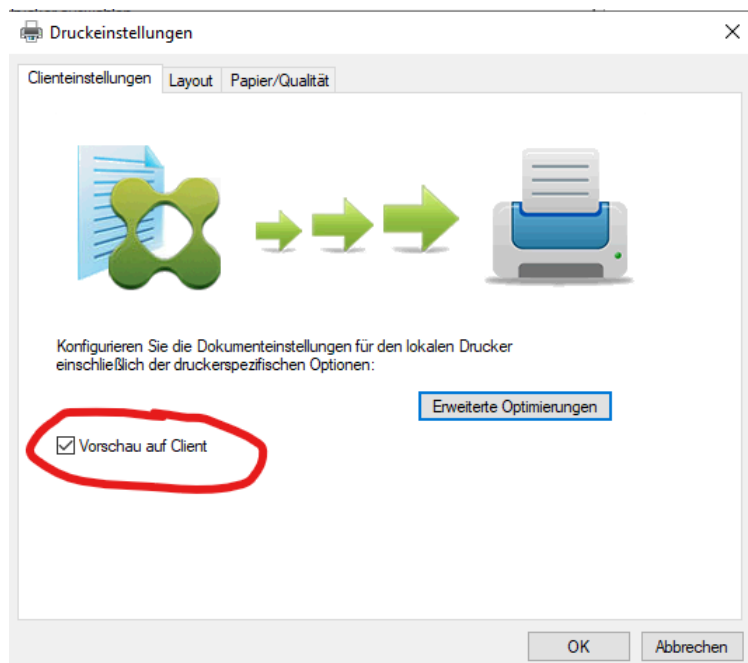 Druckeinstellungen
Clienteinstellungen Layout Papier/Qualität
Konfigurieren Sie die Dokumenteinstellungen für den lokalen Drucker
einschließlich der druckerspezifischen Optionen:
Erweiterte Optimierungen
Vorschau auf Client
OK Abbrechen